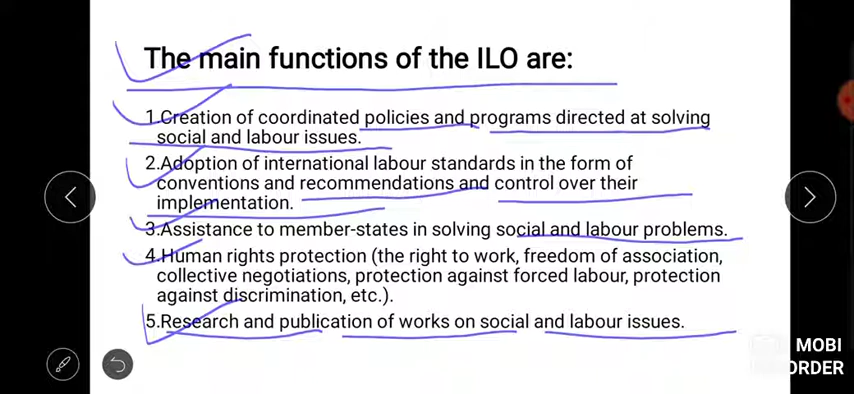 The main functions of the ILO are:
1.Creation of coordinated policies and programs directed at solving
social and labour issues.
2.Adoption of international labour standards in the form of
conventions and recommendations and control over their
implementation.
3.Assistance to member-states in solving social and labour problems.
4.Human rights protection (the right to work, freedom of association,
collective negotiations, protection against forced labour, protection
against discrimination, etc.).
5.Research and publication of works on social and labour issues.
MOBI
ORDER